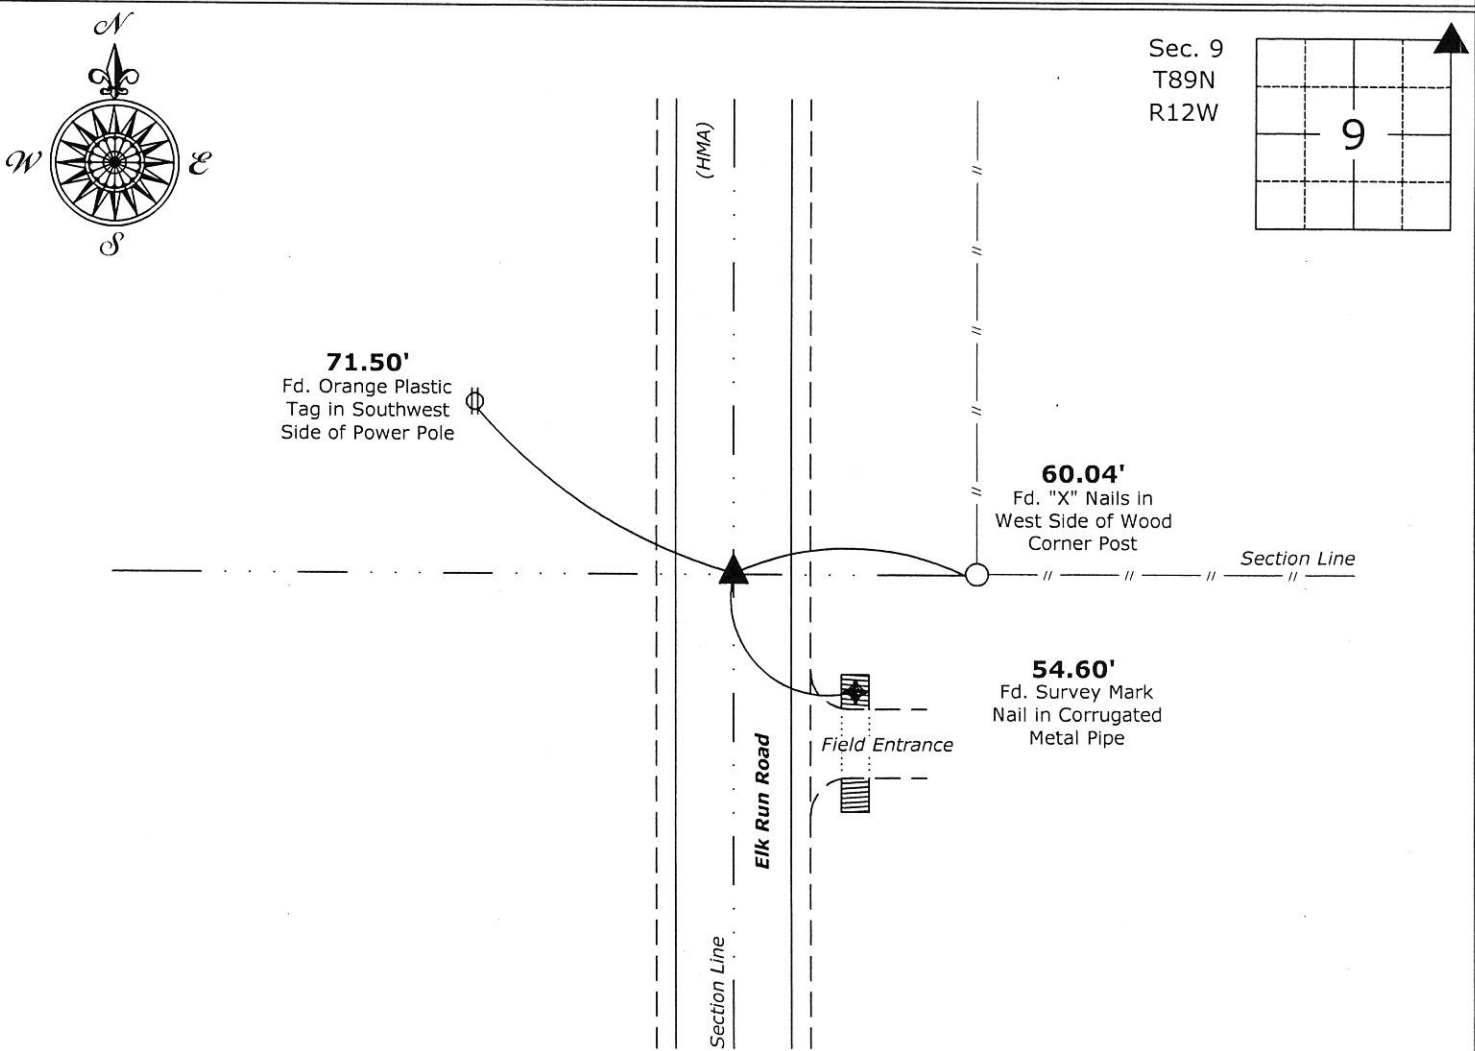 N
W
E
S
Sec. 9
T89N
R12W
9
(HMA)
71.50'
Fd. Orange Plastic
Tag in Southwest
Side of Power Pole
60.04'
Fd. "X" Nails in
West Side of Wood
Corner Post
Section Line
54.60'
Fd. Survey Mark
Nail in Corrugated
Metal Pipe
Field Entrance
Elk Run Road
Section Line